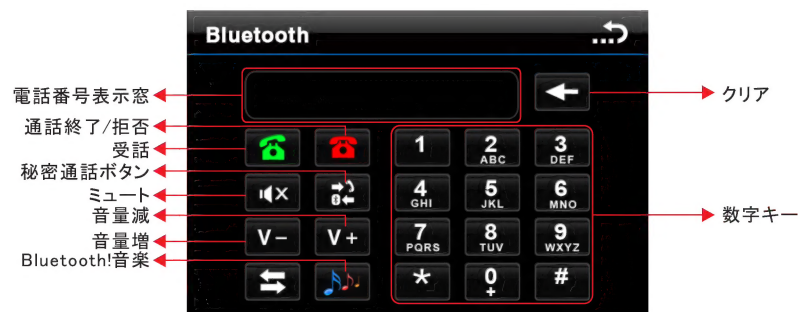 Bluetooth
電話番号表示窓
クリア
通話終了/拒否
受話
秘密通話ボタン
ミュート
音量減
音量増
Bluetooth!音楽
数字キー
1
2
ABC
3
DEF
4
GHI
5
JKL
6
MNO
V-
V+
7
PQRS
8
TUV
9
WXYZ
*
0
+
#